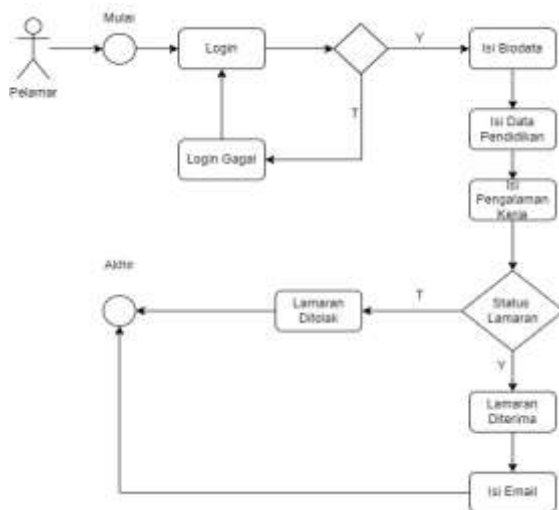 Mulai
Login
Y
Isi Biodata
Pelamar
T
Login Gagal
Isi Data
Pendidikan
Isi
Pengalaman
Kerja
Akhir
Lamaran
Ditolak
T
Status
Lamaran
Y
Lamaran
Diterima
Isi Email